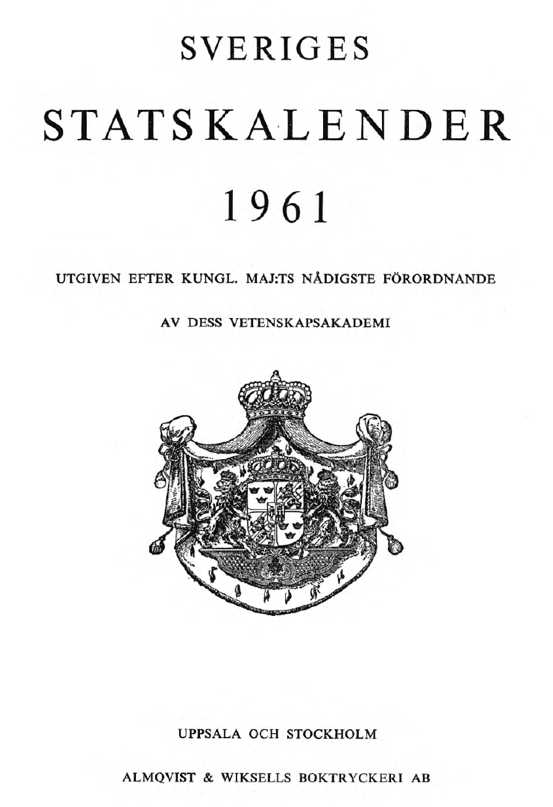 SVERIGES
STATSKALENDER
1961
UTGIVEN EFTER KUNGL. MAJ:TS NÅDIGSTE FÖRORDNANDE
AV DESS VETENSKAPSAKADEMI
UPPSALA OCH STOCKHOLM
ALMQVIST & WIKSELLS BOKTRYCKERI AB